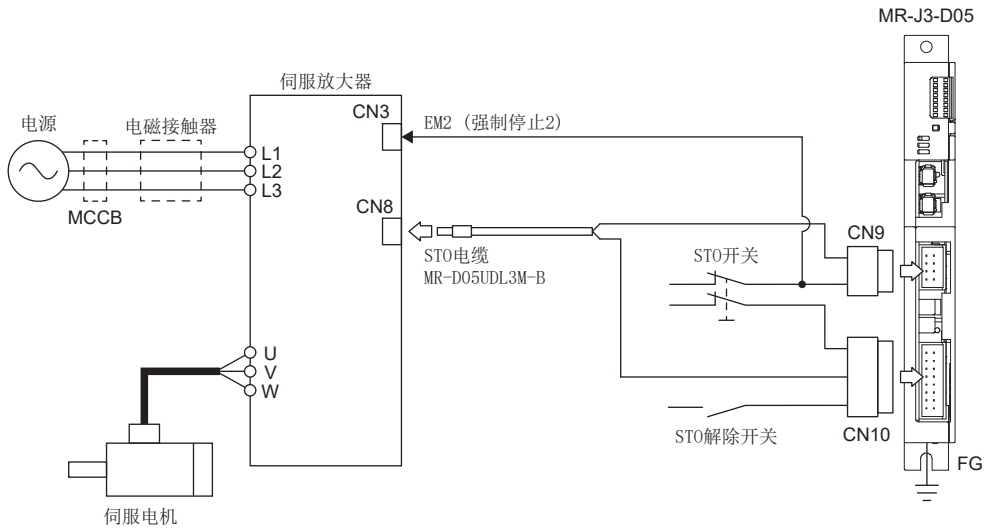 MR-J3-D05
伺服放大器
CN3
EM2 (强制停止2)
电源
电磁接触器
L1
L2
L3
MCCB
CN8
STO电缆
MR-D05UDL3M-B
STO开关
CN9
U
V
W
STO解除开关
CN10
FG
伺服电机